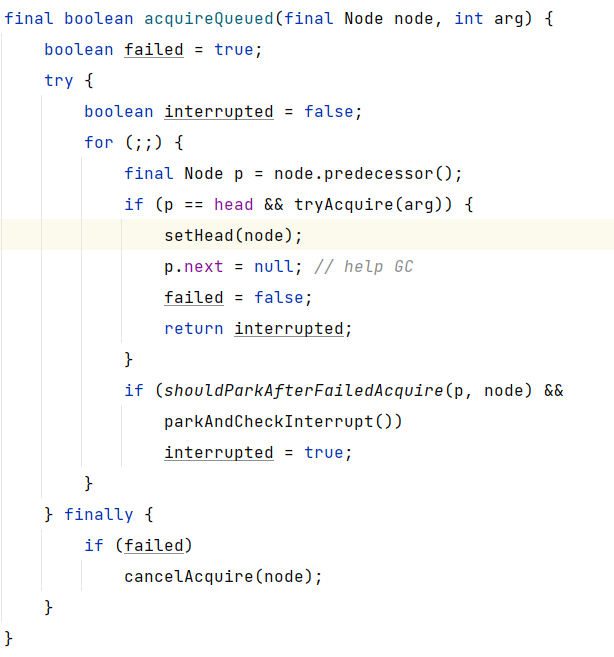 final boolean acquireQueued(final Node node, int arg) {
    boolean failed = true;
    try {
        boolean interrupted = false;
        for (;;) {
            final Node p = node.predecessor();
            if (p == head && tryAcquire(arg)) {
                setHead(node);
                p.next = null; // help GC
                failed = false;
                return interrupted;
            }
            if (shouldParkAfterFailedAcquire(p, node) &&
                parkAndCheckInterrupt())
                interrupted = true;
        }
    } finally {
        if (failed)
            cancelAcquire(node);
    }
}